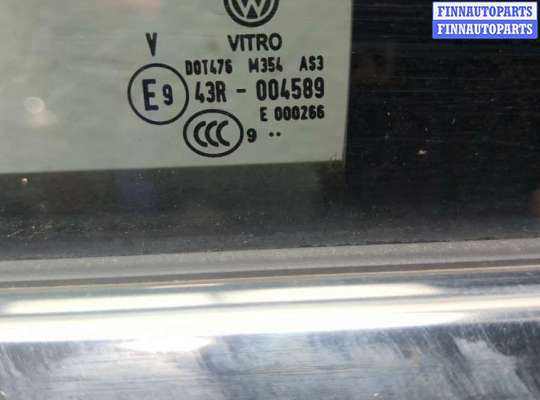 FINNAUTOPARTS
FINNAUTOPARTS
V VITRO
DOT476 M354 AS3
E9 43R - 004589
E 000266
CCC 9 ..